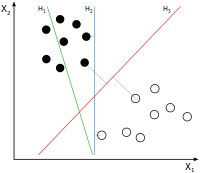 H₁ H₂ H₃
X₂
X₁